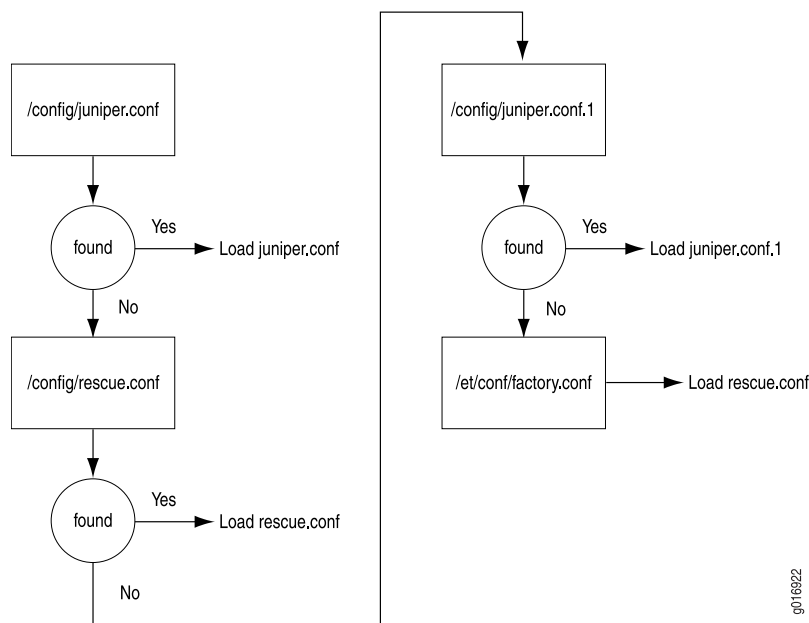 /config/juniper.conf
found
Yes
Load juniper.conf
No
/config/rescue.conf
found
Yes
Load rescue.conf
No
/config/juniper.conf.1
found
Yes
Load juniper.conf.1
No
/et/conf/factory.conf
Load rescue.conf
g016922